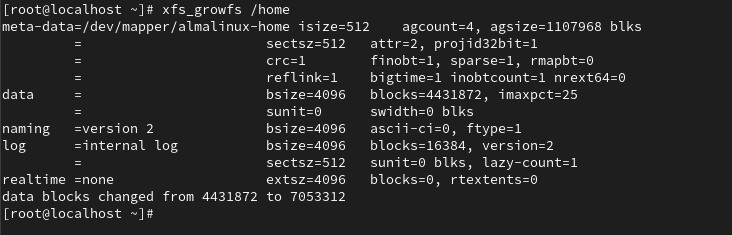 [root@localhost ~]# xfs_growfs /home
meta-data=/dev/mapper/almalinux-home isize=512    agcount=4, agsize=1107968 blks
         =                       sectsz=512   attr=2, projid32bit=1
         =                       crc=1        finobt=1, sparse=1, rmapbt=0
         =                       reflink=1    bigtime=1 inobtcount=1 nrext64=0
data     =                       bsize=4096   blocks=4431872, imaxpct=25
         =                       sunit=0      swidth=0 blks
naming   =version 2              bsize=4096   ascii-ci=0, ftype=1
log      =internal log           bsize=4096   blocks=16384, version=2
         =                       sectsz=512   sunit=0 blks, lazy-count=1
realtime =none                   extsz=4096   blocks=0, rtextents=0
data blocks changed from 4431872 to 7053312
[root@localhost ~]#